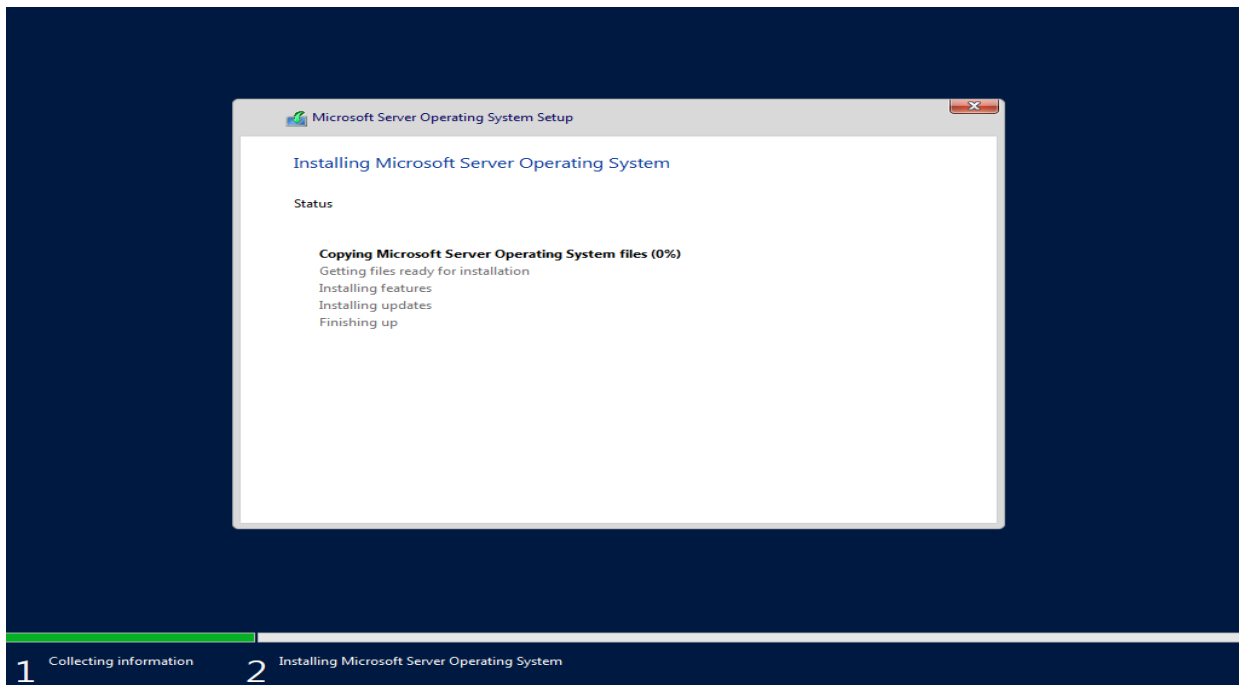 Microsoft Server Operating System Setup
Installing Microsoft Server Operating System
Status
Copying Microsoft Server Operating System files (0%)
Getting files ready for installation
Installing features
Installing updates
Finishing up
1 Collecting information 2 Installing Microsoft Server Operating System